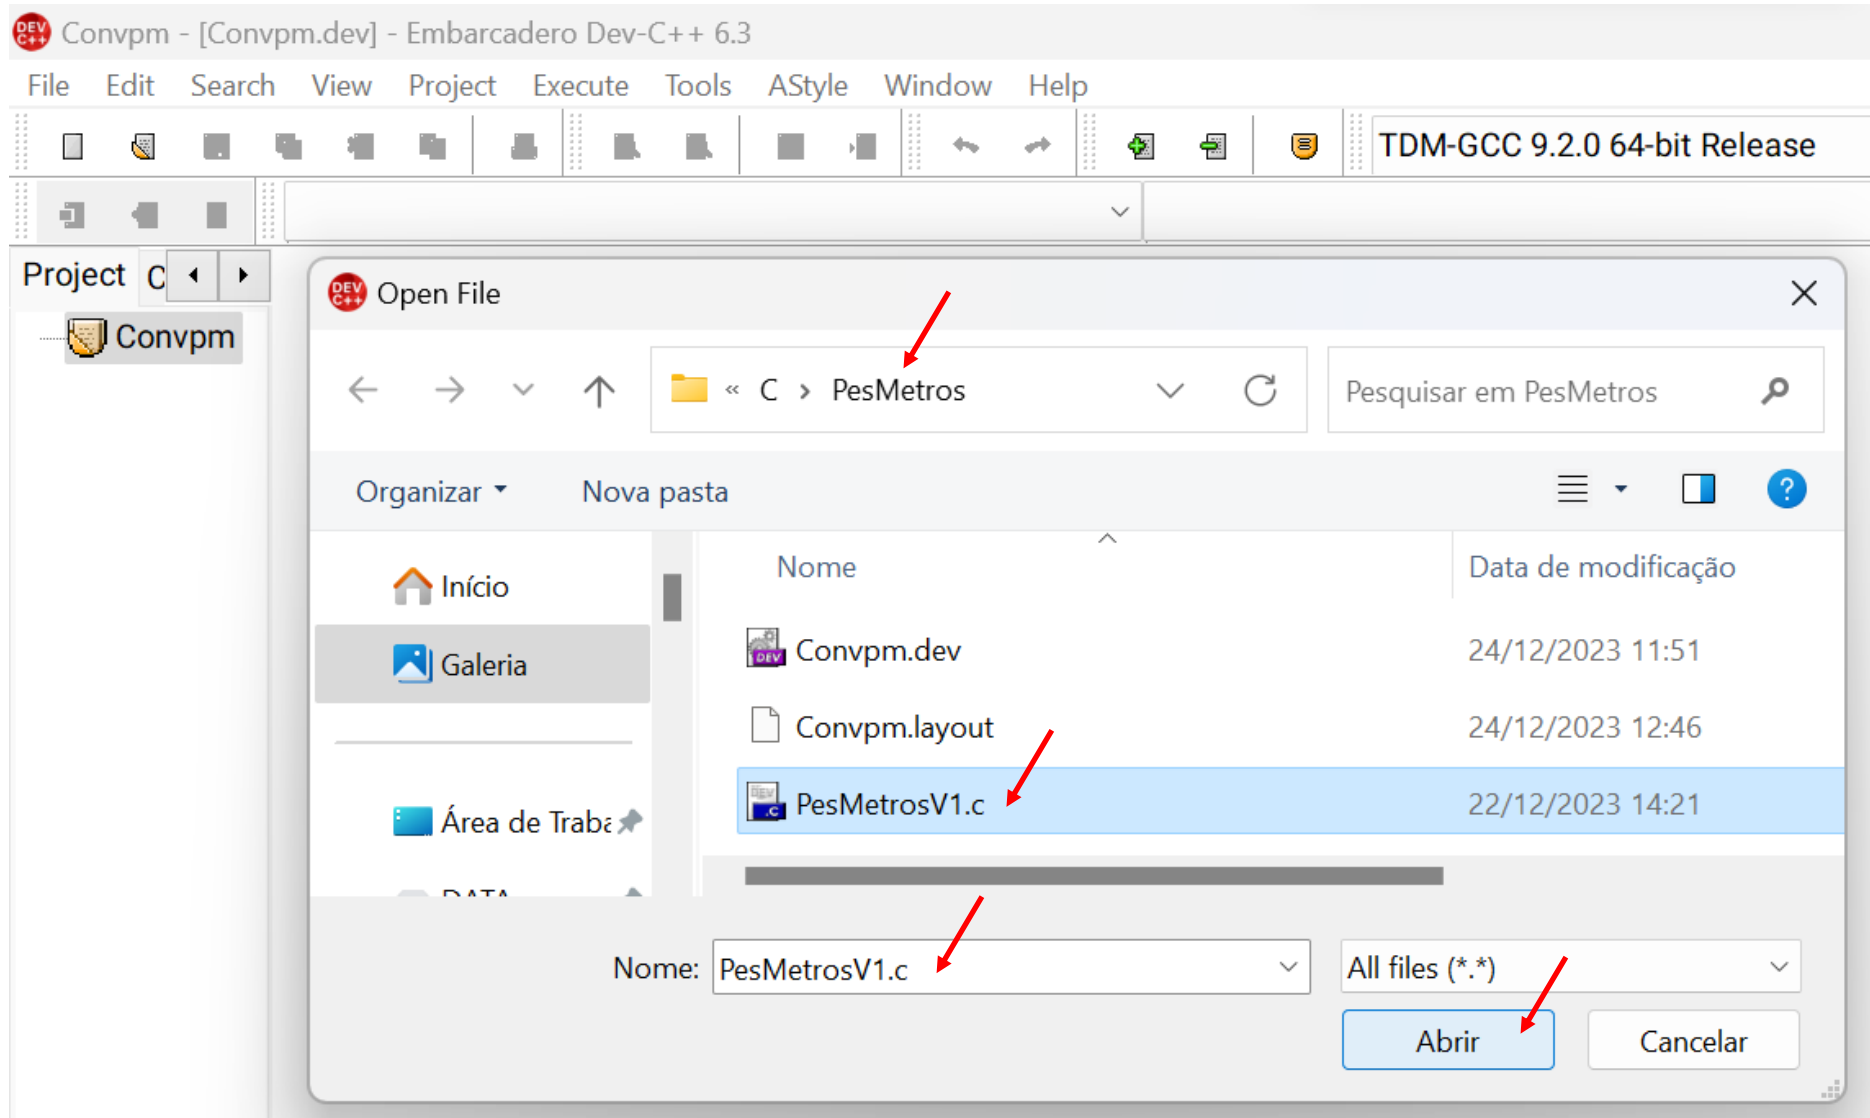 Convpm - [Convpm.dev] - Embarcadero Dev-C++ 6.3
File Edit Search View Project Execute Tools AStyle Window Help
TDM-GCC 9.2.0 64-bit Release
Project C
Convpm
Open File
« C › PesMetros
Pesquisar em PesMetros
Organizar Nova pasta
Nome Data de modificação
Início
Galeria
Convpm.dev 24/12/2023 11:51
Convpm.layout 24/12/2023 12:46
PesMetrosV1.c 22/12/2023 14:21
Área de Traba
DATA
Nome: PesMetrosV1.c All files (*.*)
Abrir Cancelar